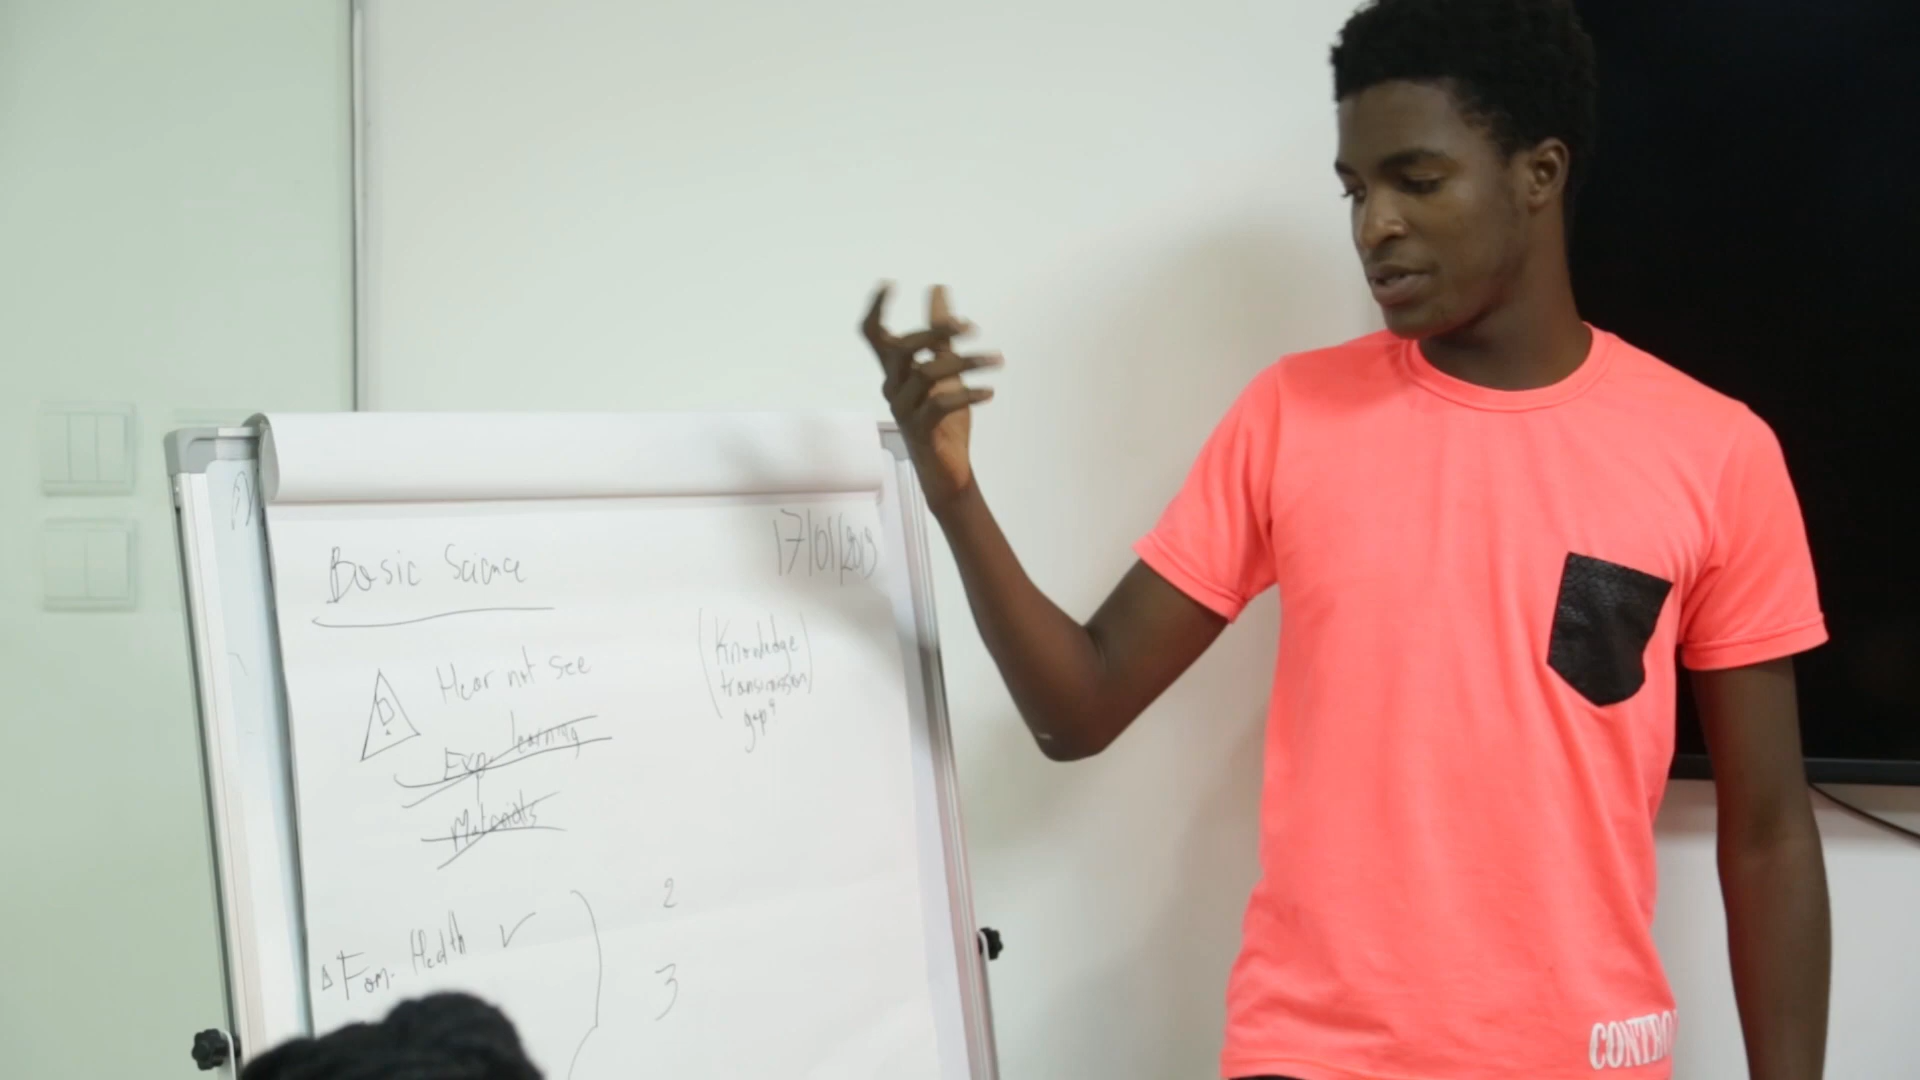 17/01/2019
Basic Science
Hear not see
(Knowledge
transmission)
gap?
Exp. learning
Materials
Fam. Health ✓
2
3
CONTRO